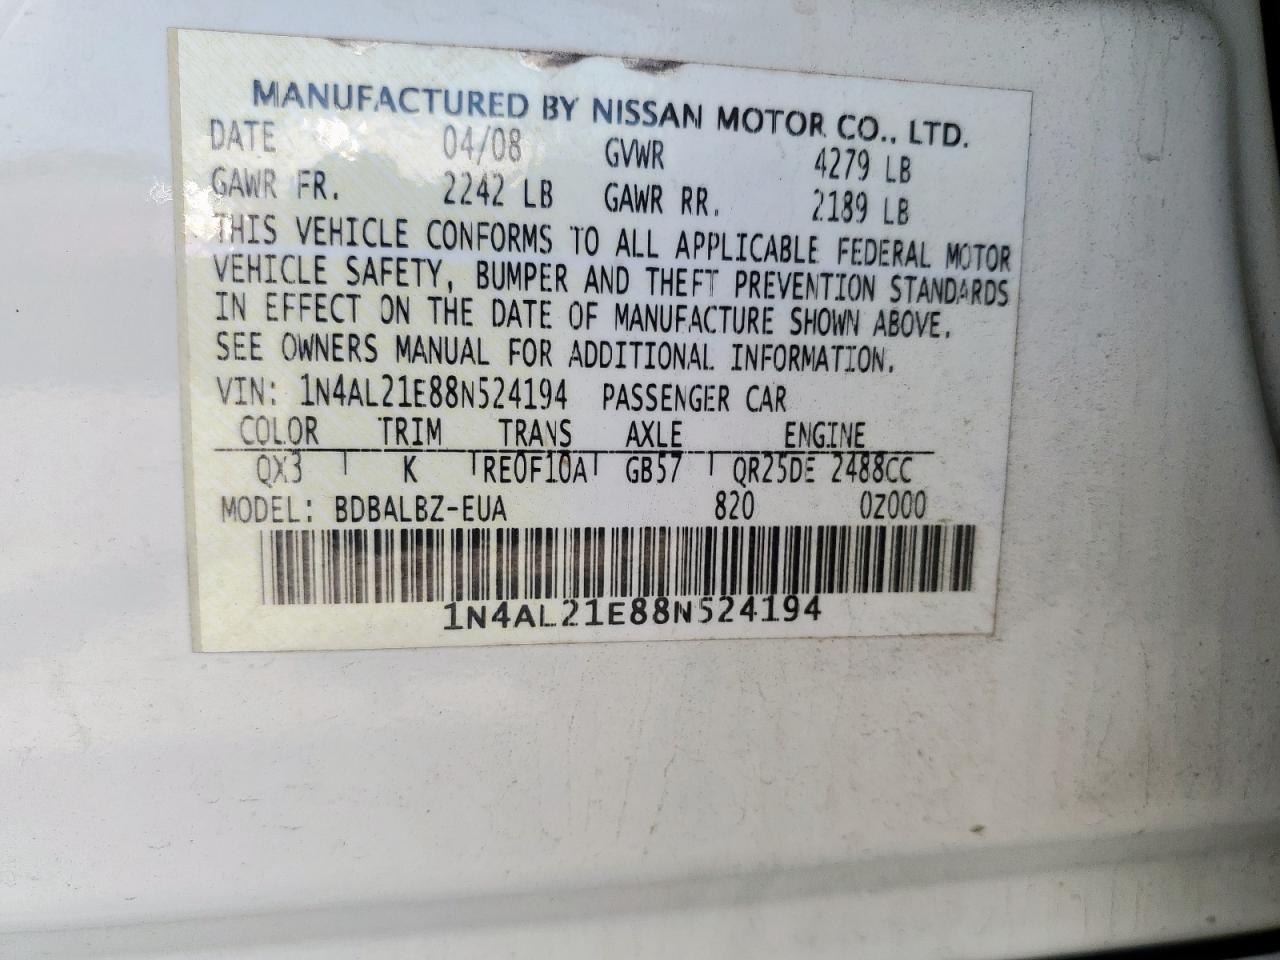 MANUFACTURED BY NISSAN MOTOR CO., LTD.
DATE 04/08 GVWR 4279 LB
GAWR FR. 2242 LB GAWR RR. 2189 LB
THIS VEHICLE CONFORMS TO ALL APPLICABLE FEDERAL MOTOR
VEHICLE SAFETY, BUMPER AND THEFT PREVENTION STANDARDS
IN EFFECT ON THE DATE OF MANUFACTURE SHOWN ABOVE.
SEE OWNERS MANUAL FOR ADDITIONAL INFORMATION.
VIN: 1N4AL21E88N524194 PASSENGER CAR
COLOR TRIM TRANS AXLE ENGINE
QX3 K RE0F10A GB57 QR25DE 2488CC
MODEL: BDBALBZ-EUA 820 0Z000
1N4AL21E88N524194